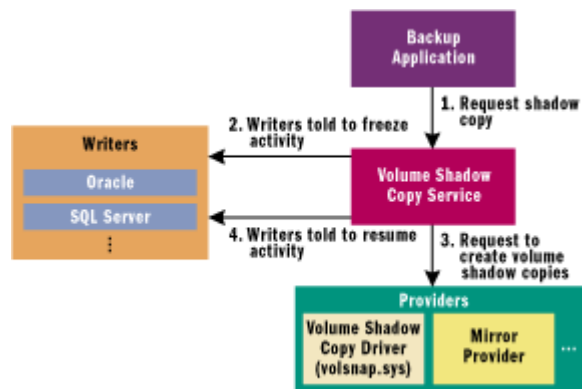 Backup
Application
1. Request shadow
copy
2. Writers told to freeze
activity
Writers
Oracle
SQL Server
Volume Shadow
Copy Service
4. Writers told to resume
activity
3. Request to
create volume
shadow copies
Providers
Volume Shadow
Copy Driver
(volsnap.sys)
Mirror
Provider
...